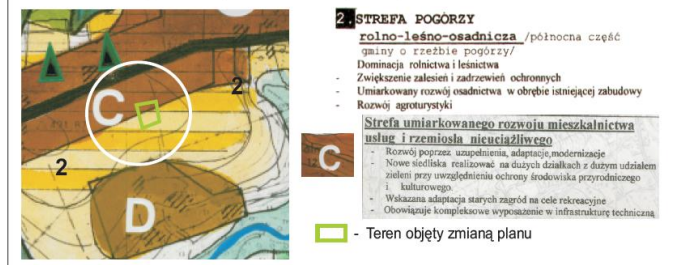 C
2
2
D
2. STREFA POGÓRZY
rolno-leśno-osadnicza /północna część
gminy o rzeźbie pogórzy/
Dominacja rolnictwa i leśnictwa
- Zwiększenie zalesień i zadrzewień ochronnych
- Umiarkowany rozwój osadnictwa w obrębie istniejącej zabudowy
- Rozwój agroturystyki
C
Strefa umiarkowanego rozwoju mieszkalnictwa
usług i rzemiosła nieuciążliwego
- Rozwój poprzez uzupełnienia, adaptacje,modernizacje
- Nowe siedliska realizować na dużych działkach z dużym udziałem
zieleni przy uwzględnieniu ochrony środowiska przyrodniczego
i kulturowego.
- Wskazana adaptacja starych zagród na cele rekreacyjne
- Obowiązuje kompleksowe wyposażenie w infrastrukturę techniczną
- Teren objęty zmianą planu